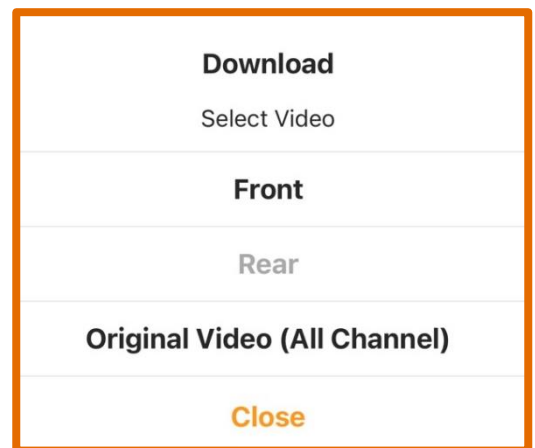 Download
Select Video
Front
Rear
Original Video (All Channel)
Close